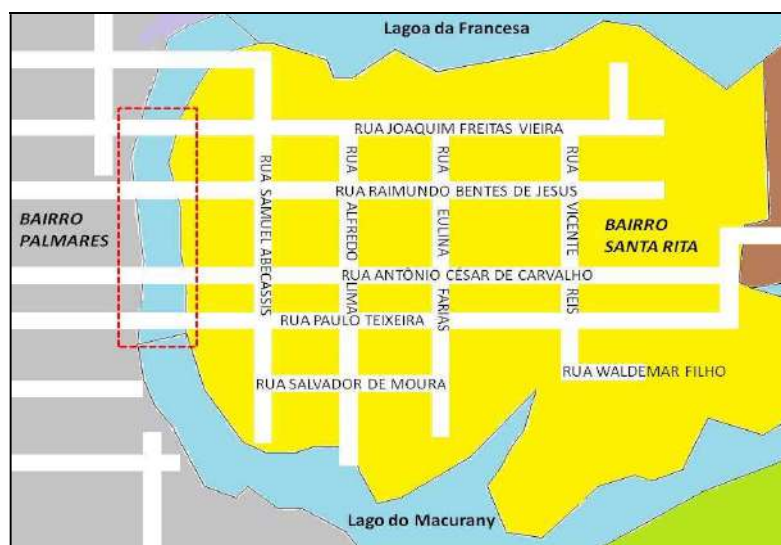 Lagoa da Francesa
RUA JOAQUIM FREITAS VIEIRA
RUA SAMUEL ABECASSIS
RUA ALFREDO LIMA
RUA EULINA FARIAS
RUA VICENTE REIS
RUA RAIMUNDO BENTES DE JESUS
BAIRRO
PALMARES
BAIRRO
SANTA RITA
RUA ANTÔNIO CÉSAR DE CARVALHO
RUA PAULO TEIXEIRA
RUA WALDEMAR FILHO
RUA SALVADOR DE MOURA
Lago do Macurany